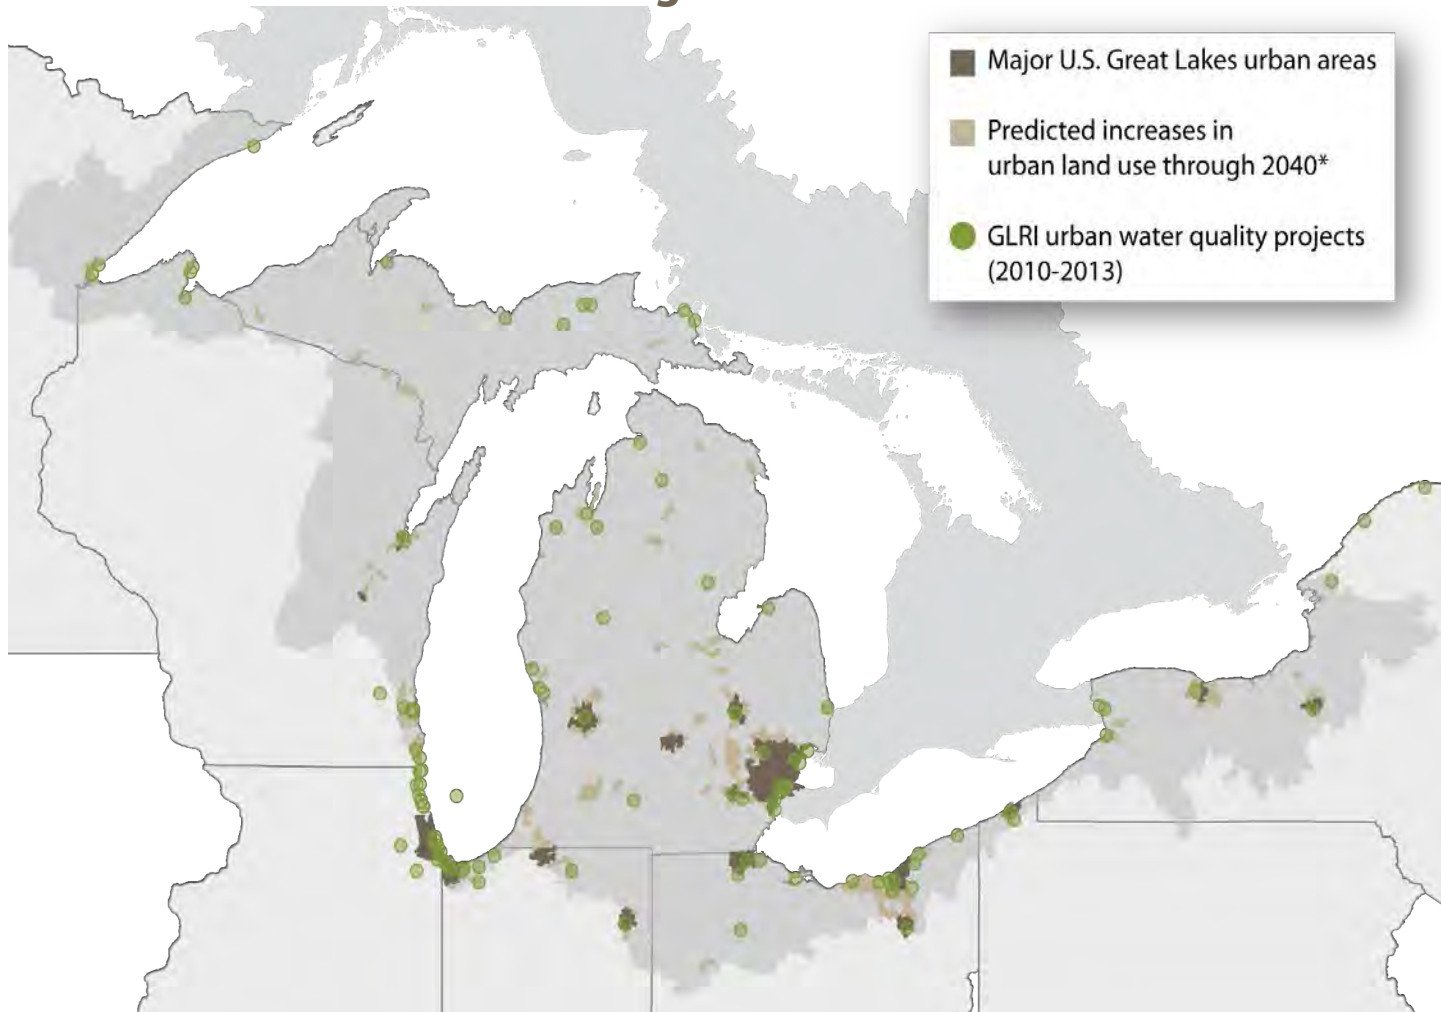 Major U.S. Great Lakes urban areas
Predicted increases in
urban land use through 2040*
GLRI urban water quality projects
(2010-2013)